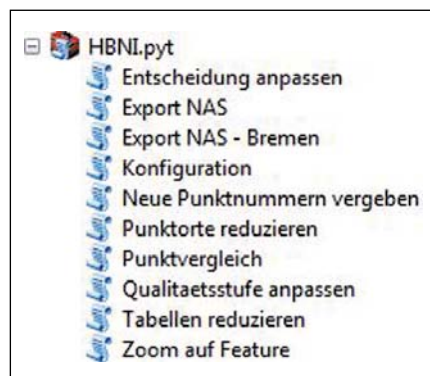 HBNI.pyt
Entscheidung anpassen
Export NAS
Export NAS - Bremen
Konfiguration
Neue Punktnummern vergeben
Punktorte reduzieren
Punktvergleich
Qualitaetsstufe anpassen
Tabellen reduzieren
Zoom auf Feature